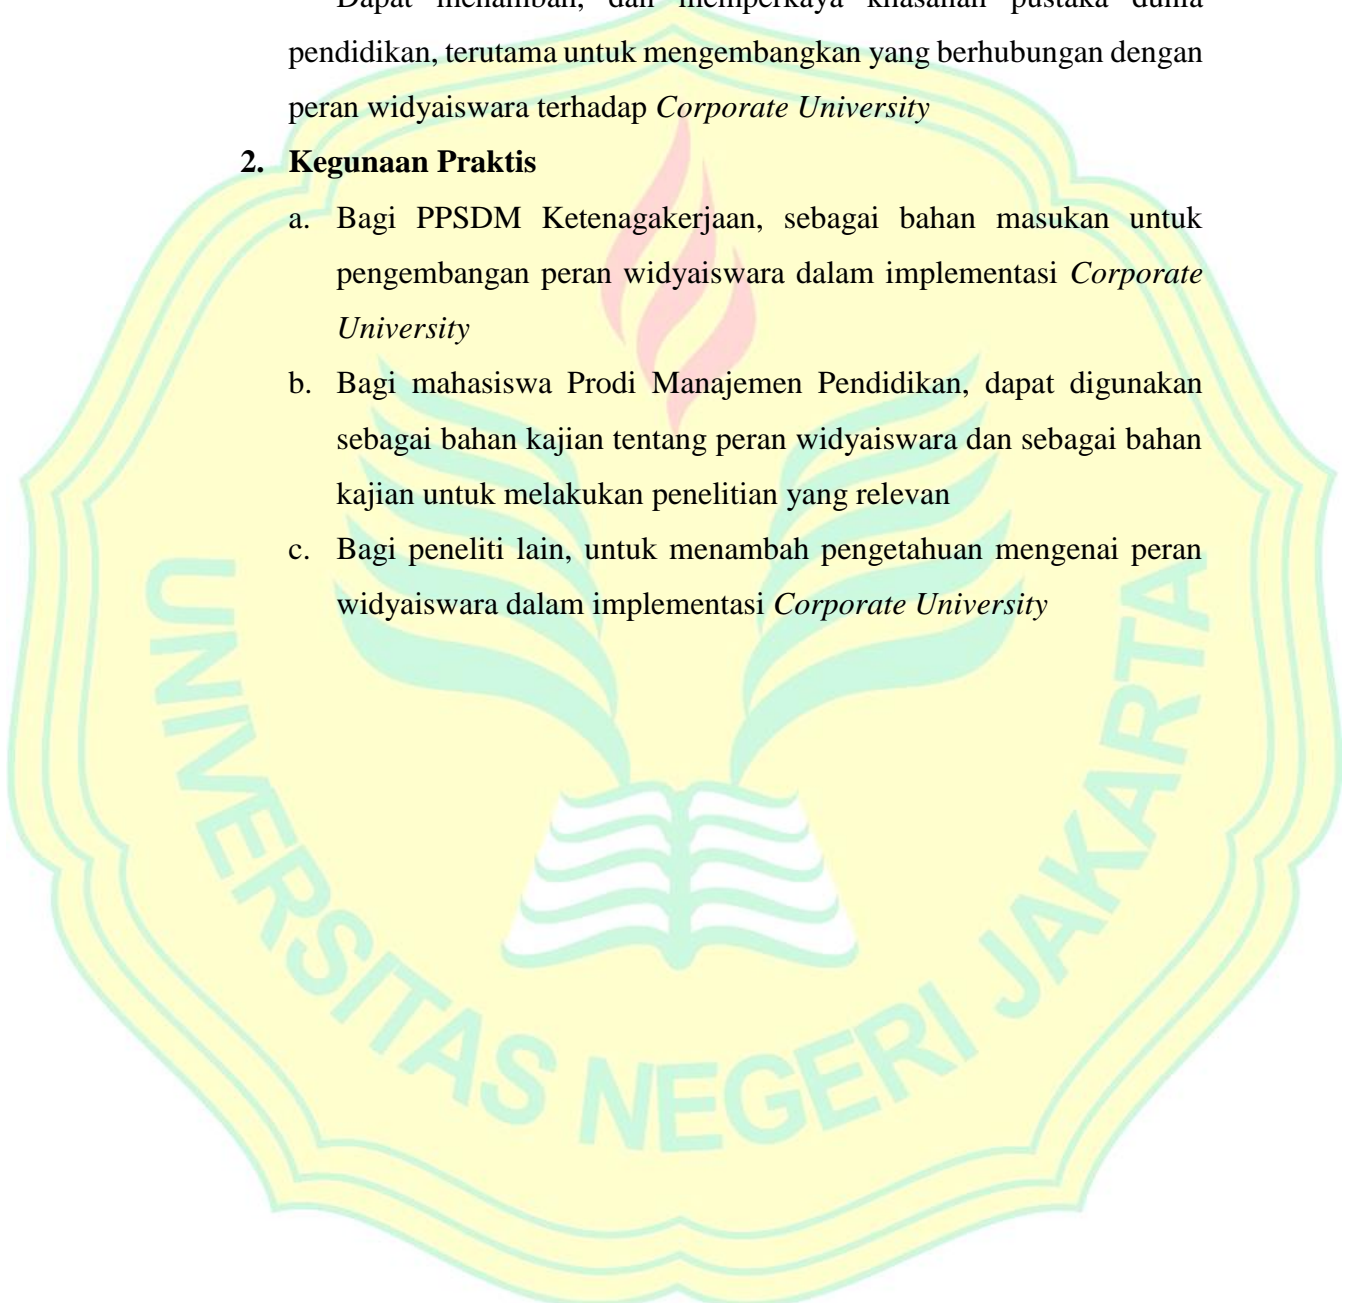 Dapat menambah, dan memperkaya khasanah pustaka dunia
pendidikan, terutama untuk mengembangkan yang berhubungan dengan
peran widyaiswara terhadap Corporate University
2. Kegunaan Praktis
a. Bagi PPSDM Ketenagakerjaan, sebagai bahan masukan untuk
pengembangan peran widyaiswara dalam implementasi Corporate
University
b. Bagi mahasiswa Prodi Manajemen Pendidikan, dapat digunakan
sebagai bahan kajian tentang peran widyaiswara dan sebagai bahan
kajian untuk melakukan penelitian yang relevan
c. Bagi peneliti lain, untuk menambah pengetahuan mengenai peran
widyaiswara dalam implementasi Corporate University
UNIVERSITAS NEGERI JAKARTA